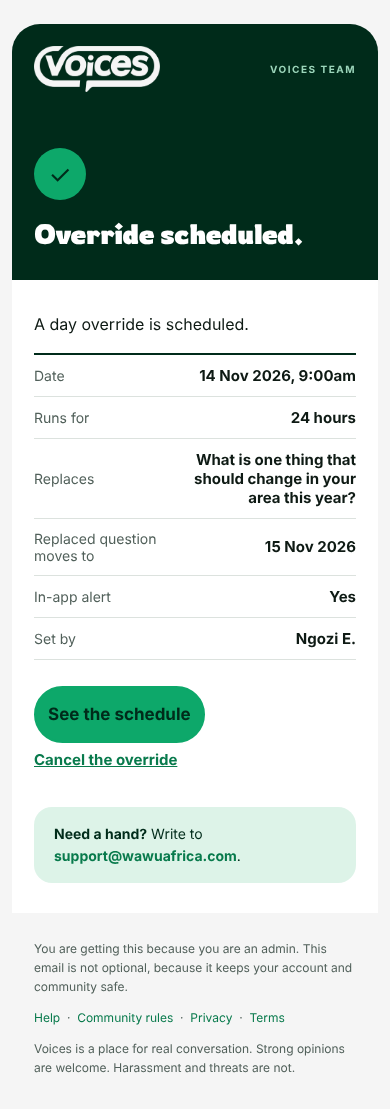 Voices
VOICES TEAM
Override scheduled.
A day override is scheduled.
Date
14 Nov 2026, 9:00am
Runs for
24 hours
Replaces
What is one thing that
should change in your
area this year?
Replaced question
moves to
15 Nov 2026
In-app alert
Yes
Set by
Ngozi E.
See the schedule
Cancel the override
Need a hand? Write to
support@wawuafrica.com.
You are getting this because you are an admin. This
email is not optional, because it keeps your account and
community safe.
Help · Community rules · Privacy · Terms
Voices is a place for real conversation. Strong opinions
are welcome. Harassment and threats are not.